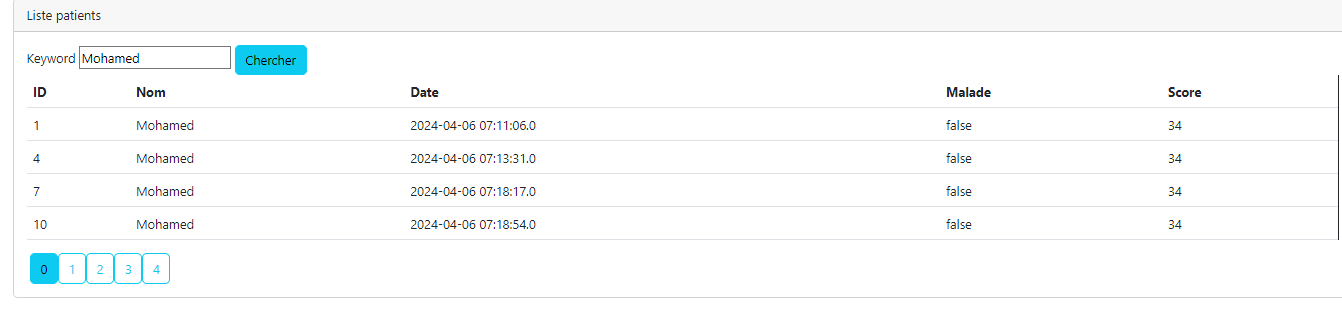 Liste patients
Keyword Mohamed Chercher
ID Nom Date Malade Score
1 Mohamed 2024-04-06 07:11:06.0 false 34
4 Mohamed 2024-04-06 07:13:31.0 false 34
7 Mohamed 2024-04-06 07:18:17.0 false 34
10 Mohamed 2024-04-06 07:18:54.0 false 34
0 1 2 3 4